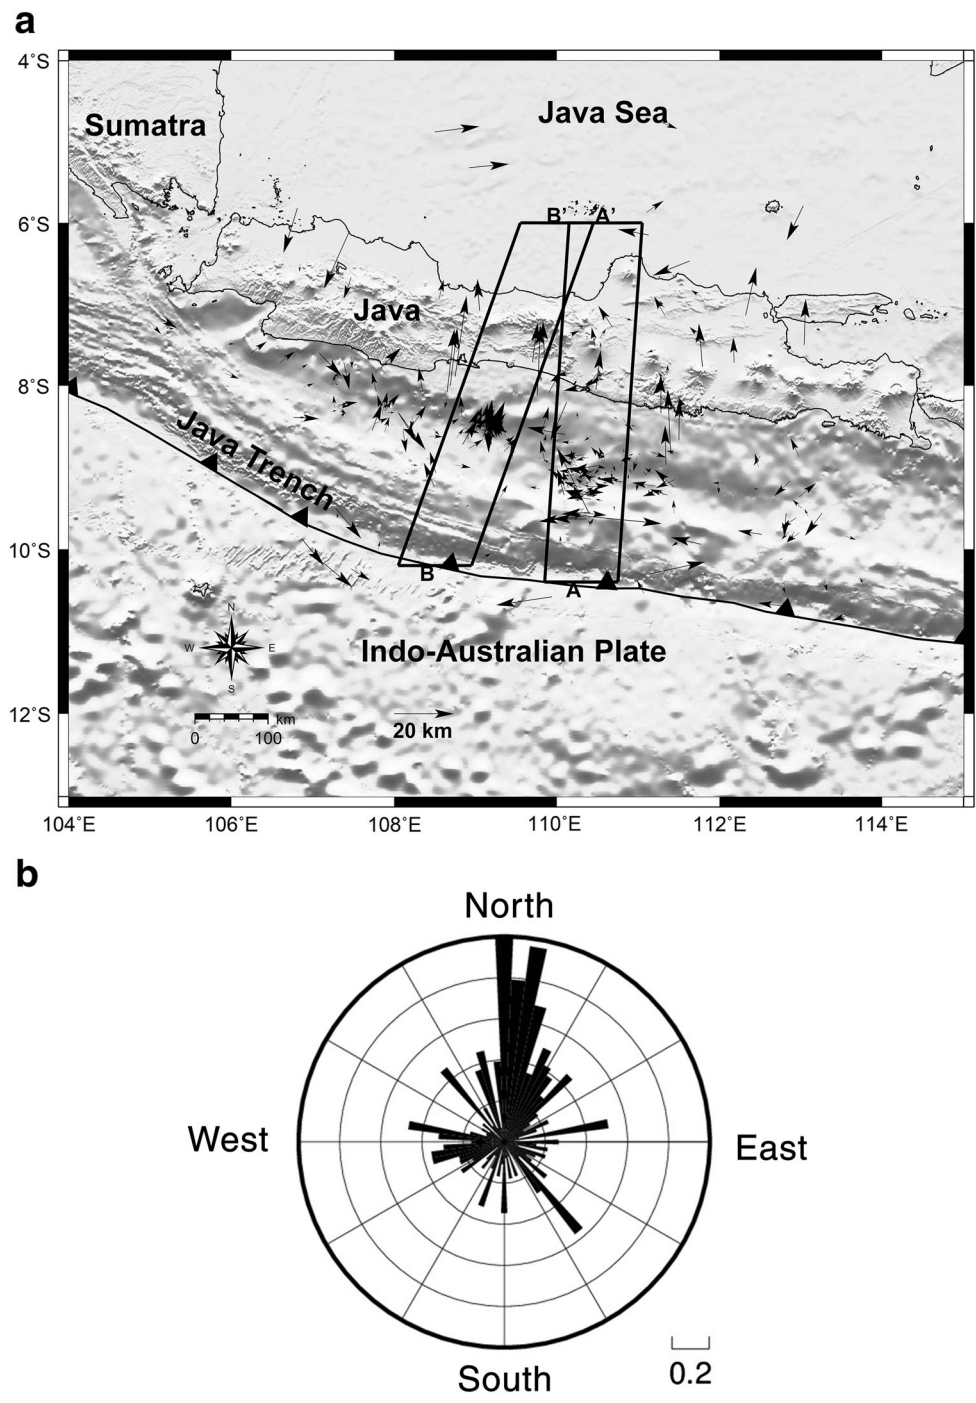 a
4°S
Sumatra
Java Sea
B' A'
6°S
Java
8°S
Java Trench
10°S
B
A
N
W E
S
Indo-Australian Plate
12°S
km
0 100
20 km
104°E 106°E 108°E 110°E 112°E 114°E
b
North
West
East
South
0.2